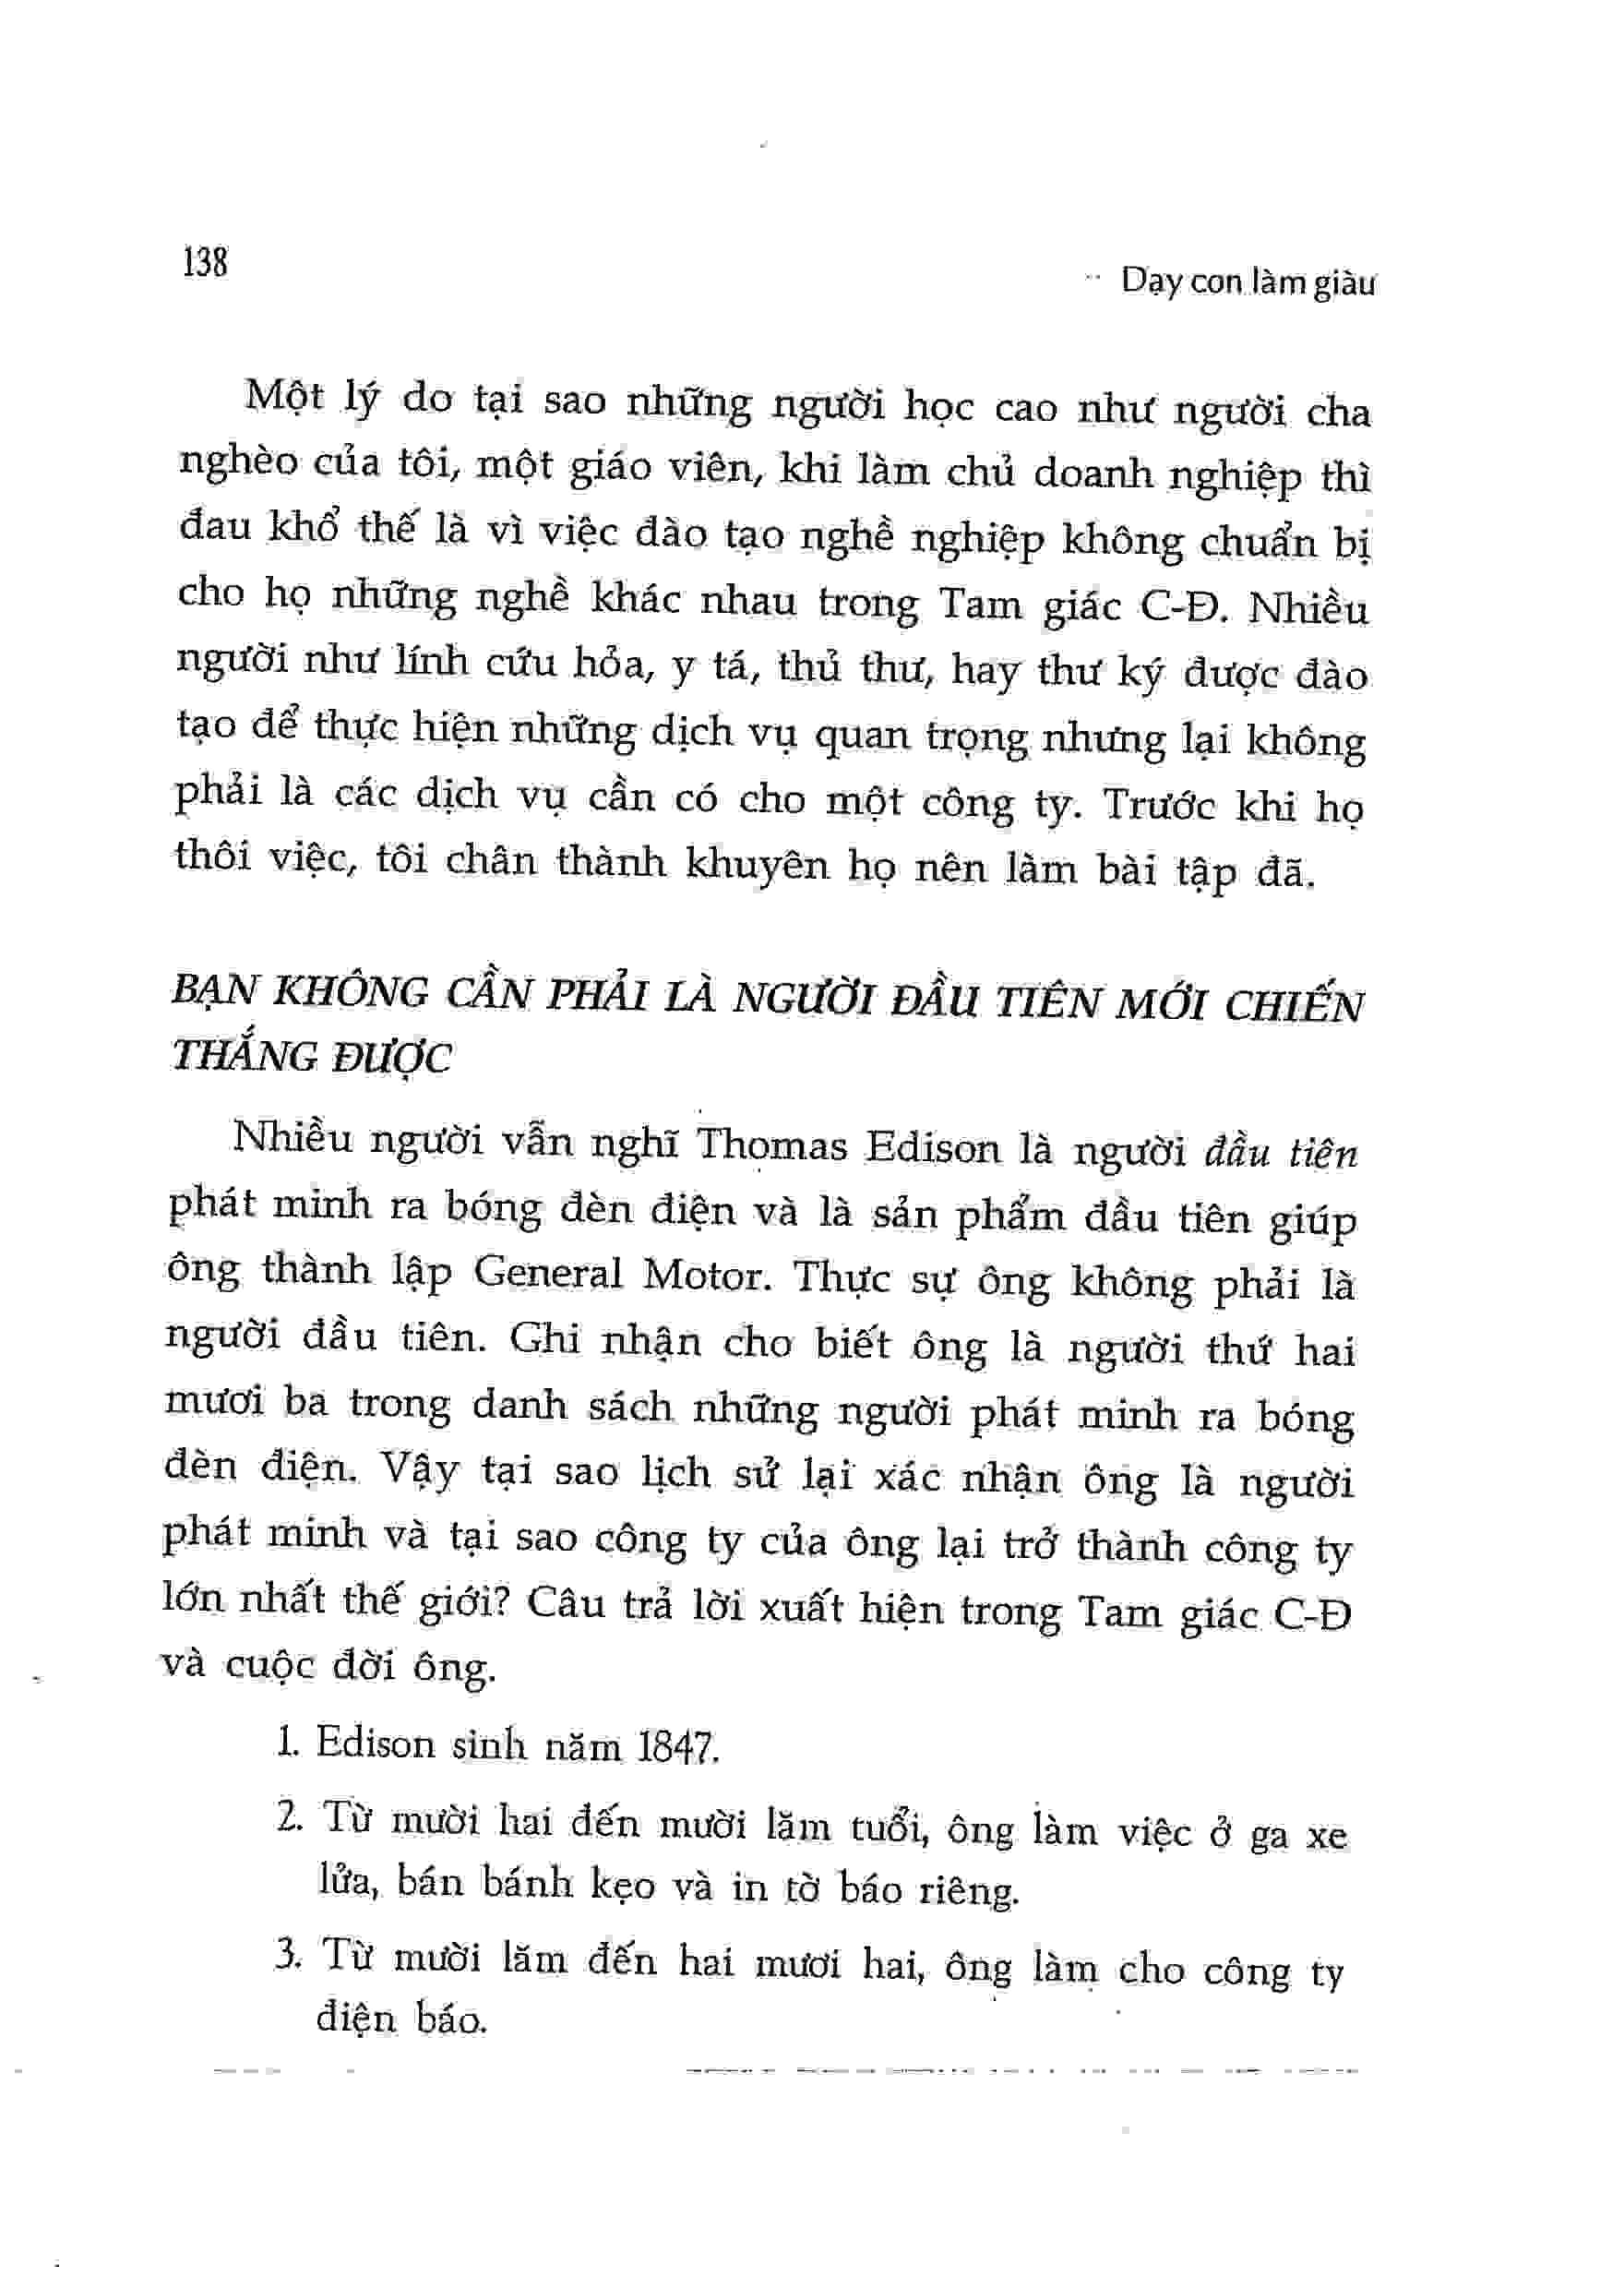 138
Dạy con làm giàu
Một lý do tại sao những người học cao như người cha
nghèo của tôi, một giáo viên, khi làm chủ doanh nghiệp thì
đau khổ thế là vì việc đào tạo nghề nghiệp không chuẩn bị
cho họ những nghề khác nhau trong Tam giác C-Đ. Nhiều
người như lính cứu hỏa, y tá, thủ thư, hay thư ký được đào
tạo để thực hiện những dịch vụ quan trọng nhưng lại không
phải là các dịch vụ cần có cho một công ty. Trước khi họ
thôi việc, tôi chân thành khuyên họ nên làm bài tập đã.
BẠN KHÔNG CẦN PHẢI LÀ NGƯỜI ĐẦU TIÊN MỚI CHIẾN
THẮNG ĐƯỢC
Nhiều người vẫn nghĩ Thomas Edison là người đầu tiên
phát minh ra bóng đèn điện và là sản phẩm đầu tiên giúp
ông thành lập General Motor. Thực sự ông không phải là
người đầu tiên. Ghi nhận cho biết ông là người thứ hai
mươi ba trong danh sách những người phát minh ra bóng
đèn điện. Vậy tại sao lịch sử lại xác nhận ông là người
phát minh và tại sao công ty của ông lại trở thành công ty
lớn nhất thế giới? Câu trả lời xuất hiện trong Tam giác C-Đ
và cuộc đời ông.
1. Edison sinh năm 1847.
2. Từ mười hai đến mười lăm tuổi, ông làm việc ở ga xe
lửa, bán bánh kẹo và in tờ báo riêng.
3. Từ mười lăm đến hai mươi hai, ông làm cho công ty
điện báo.